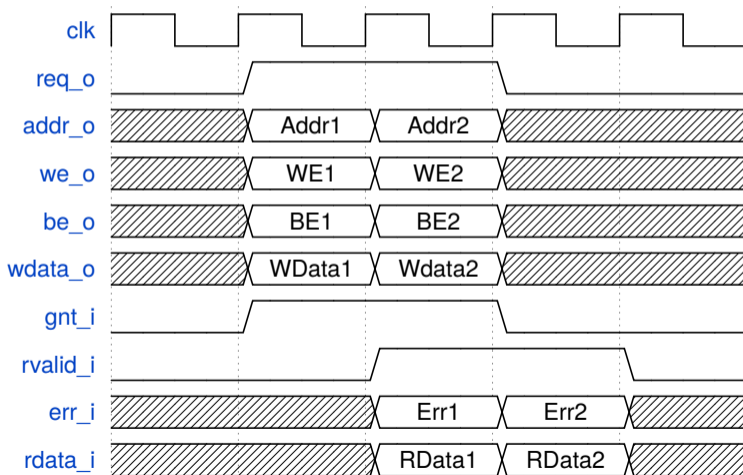 clk
req_o
addr_o Addr1 Addr2
we_o WE1 WE2
be_o BE1 BE2
wdata_o WData1 Wdata2
gnt_i
rvalid_i
err_i Err1 Err2
rdata_i RData1 RData2